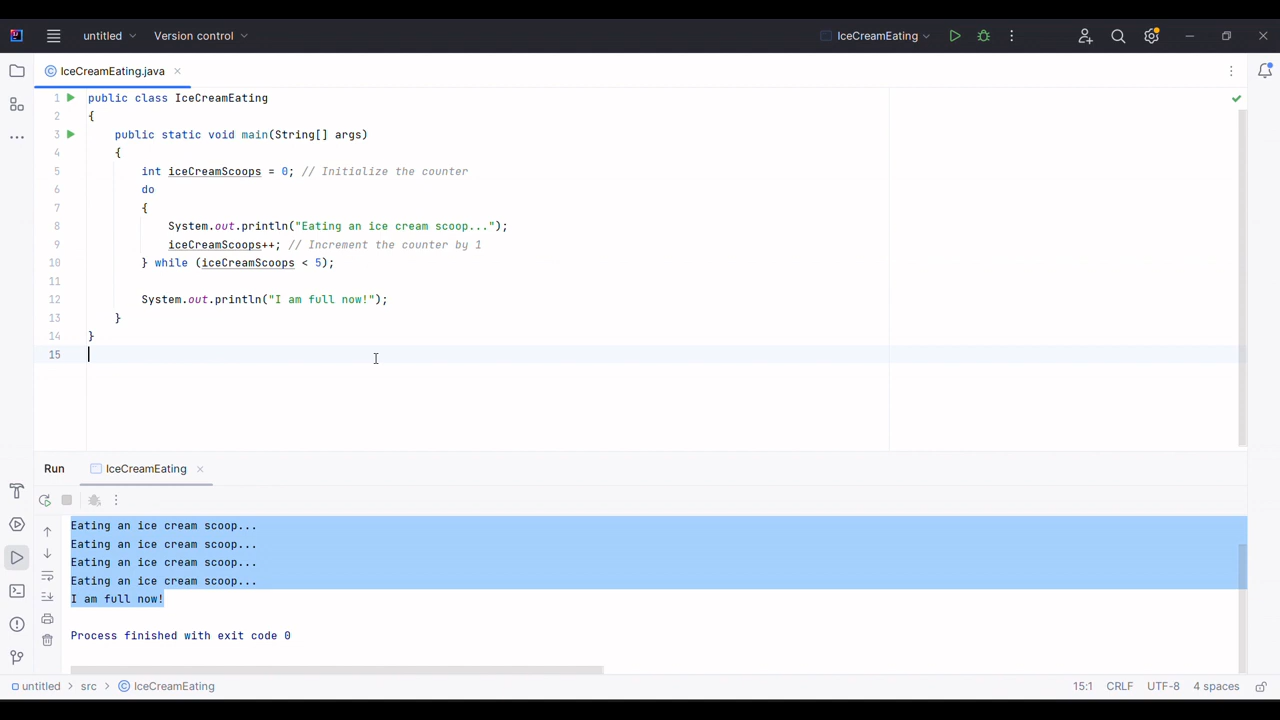 untitled Version control IceCreamEating
IceCreamEating.java
1 public class IceCreamEating
2 {
3 public static void main(String[] args)
4 {
5 int iceCreamScoops = 0; // Initialize the counter
6 do
7 {
8 System.out.println("Eating an ice cream scoop...");
9 iceCreamScoops++; // Increment the counter by 1
10 } while (iceCreamScoops < 5);
11
12 System.out.println("I am full now!");
13 }
14 }
15
Run IceCreamEating
Eating an ice cream scoop...
Eating an ice cream scoop...
Eating an ice cream scoop...
Eating an ice cream scoop...
I am full now!
Process finished with exit code 0
untitled > src > IceCreamEating 15:1 CRLF UTF-8 4 spaces